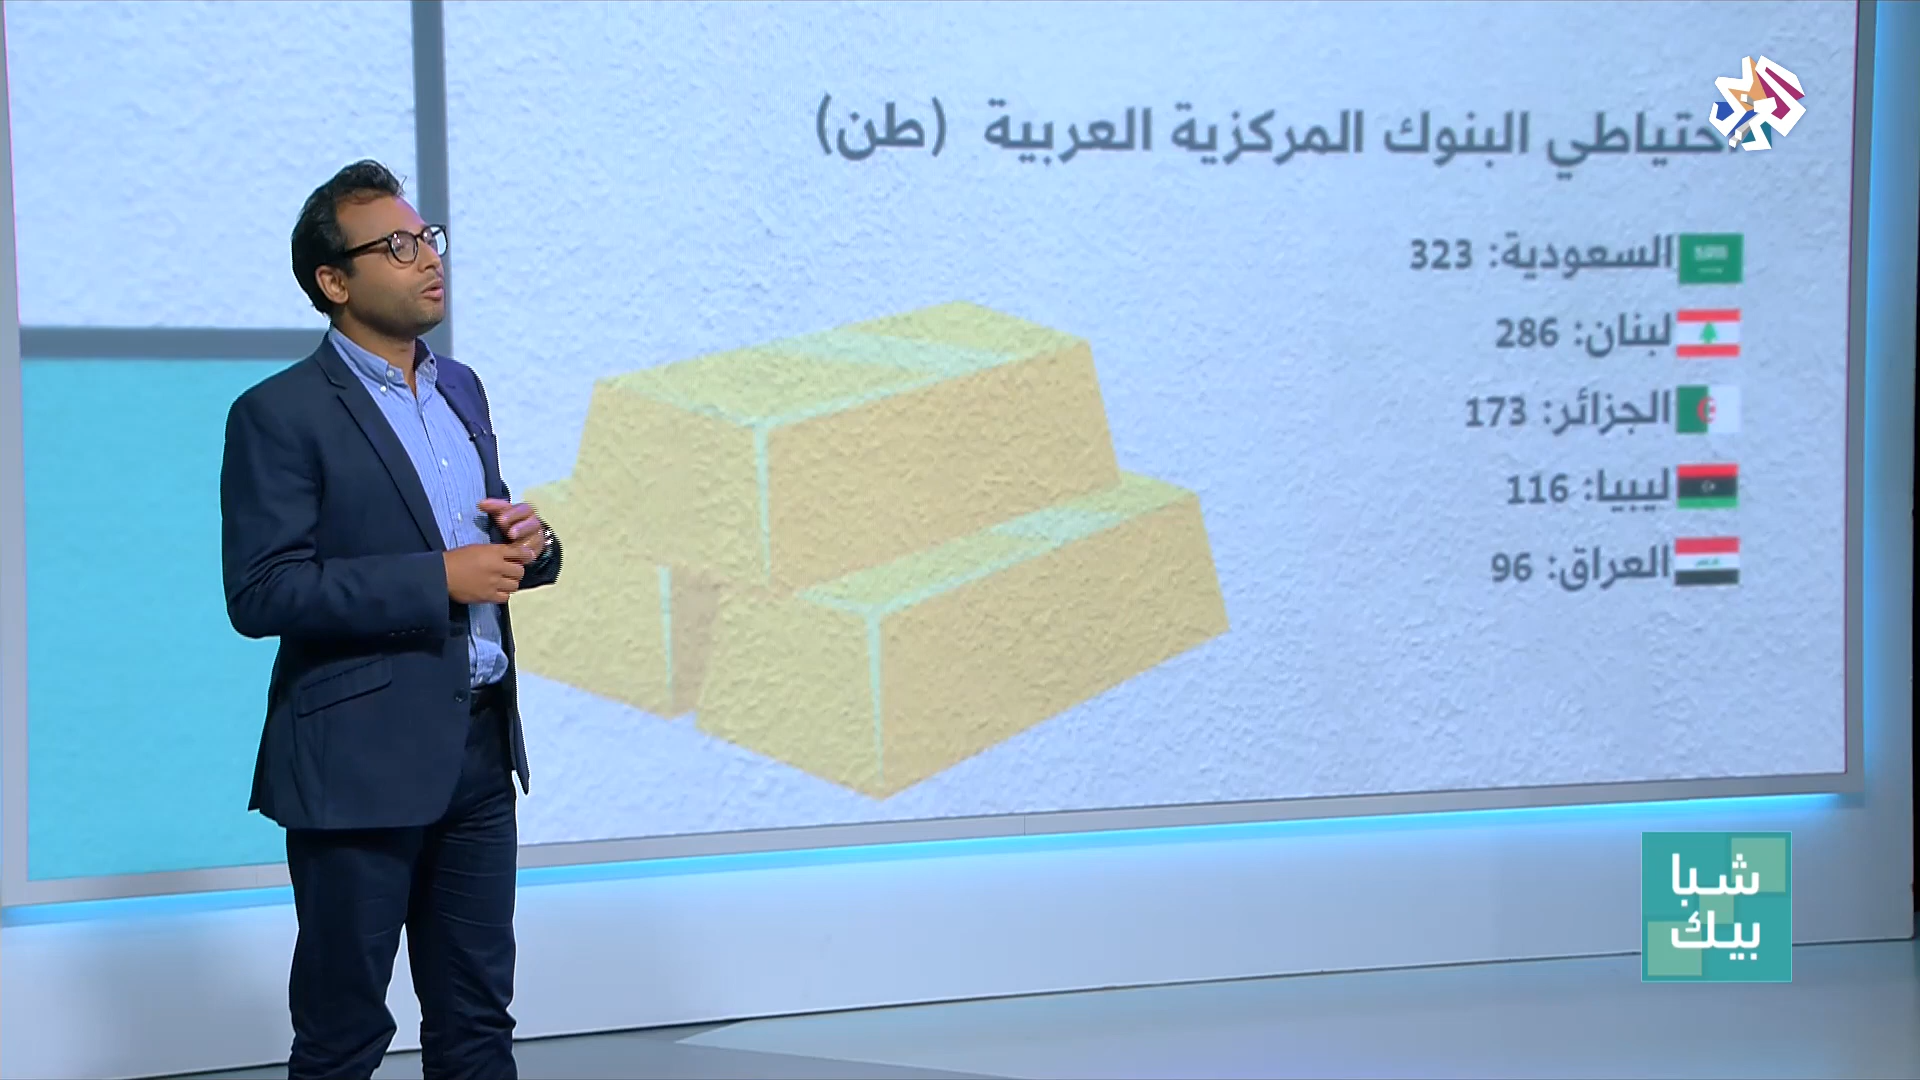 احتياطي البنوك المركزية العربية (طن)
السعودية: 323
لبنان: 286
الجزائر: 173
ليبيا: 116
العراق: 96
شبا
بيك